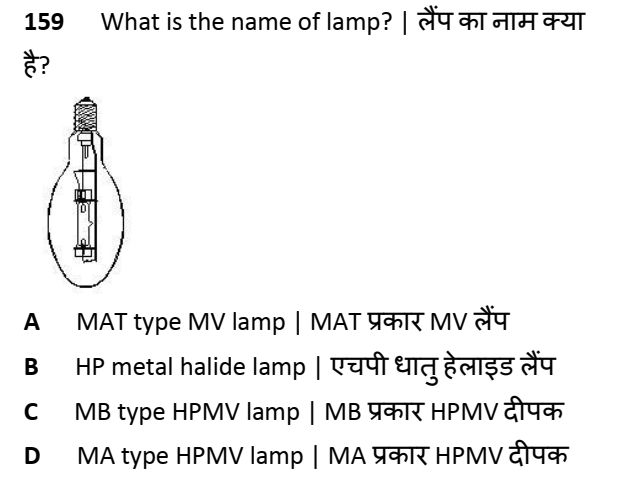 159 What is the name of lamp? | लैंप का नाम क्या
है?
A MAT type MV lamp | MAT प्रकार MV लैंप
B HP metal halide lamp | एचपी धातु हेलाइड लैंप
C MB type HPMV lamp | MB प्रकार HPMV दीपक
D MA type HPMV lamp | MA प्रकार HPMV दीपक